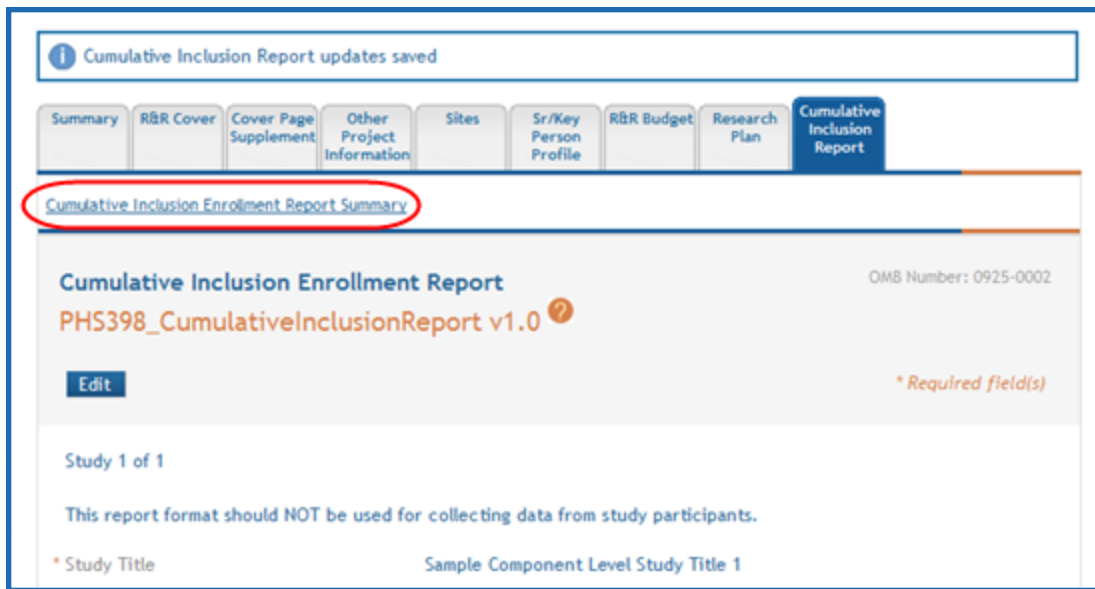 Cumulative Inclusion Report updates saved
Summary
R&R Cover
Cover Page
Supplement
Other
Project
Information
Sites
Sr/Key
Person
Profile
R&R Budget
Research
Plan
Cumulative
Inclusion
Report
Cumulative Inclusion Enrollment Report Summary
Cumulative Inclusion Enrollment Report
OMB Number: 0925-0002
PHS398_CumulativeInclusionReport v1.0 ?
Edit
* Required field(s)
Study 1 of 1
This report format should NOT be used for collecting data from study participants.
* Study Title Sample Component Level Study Title 1